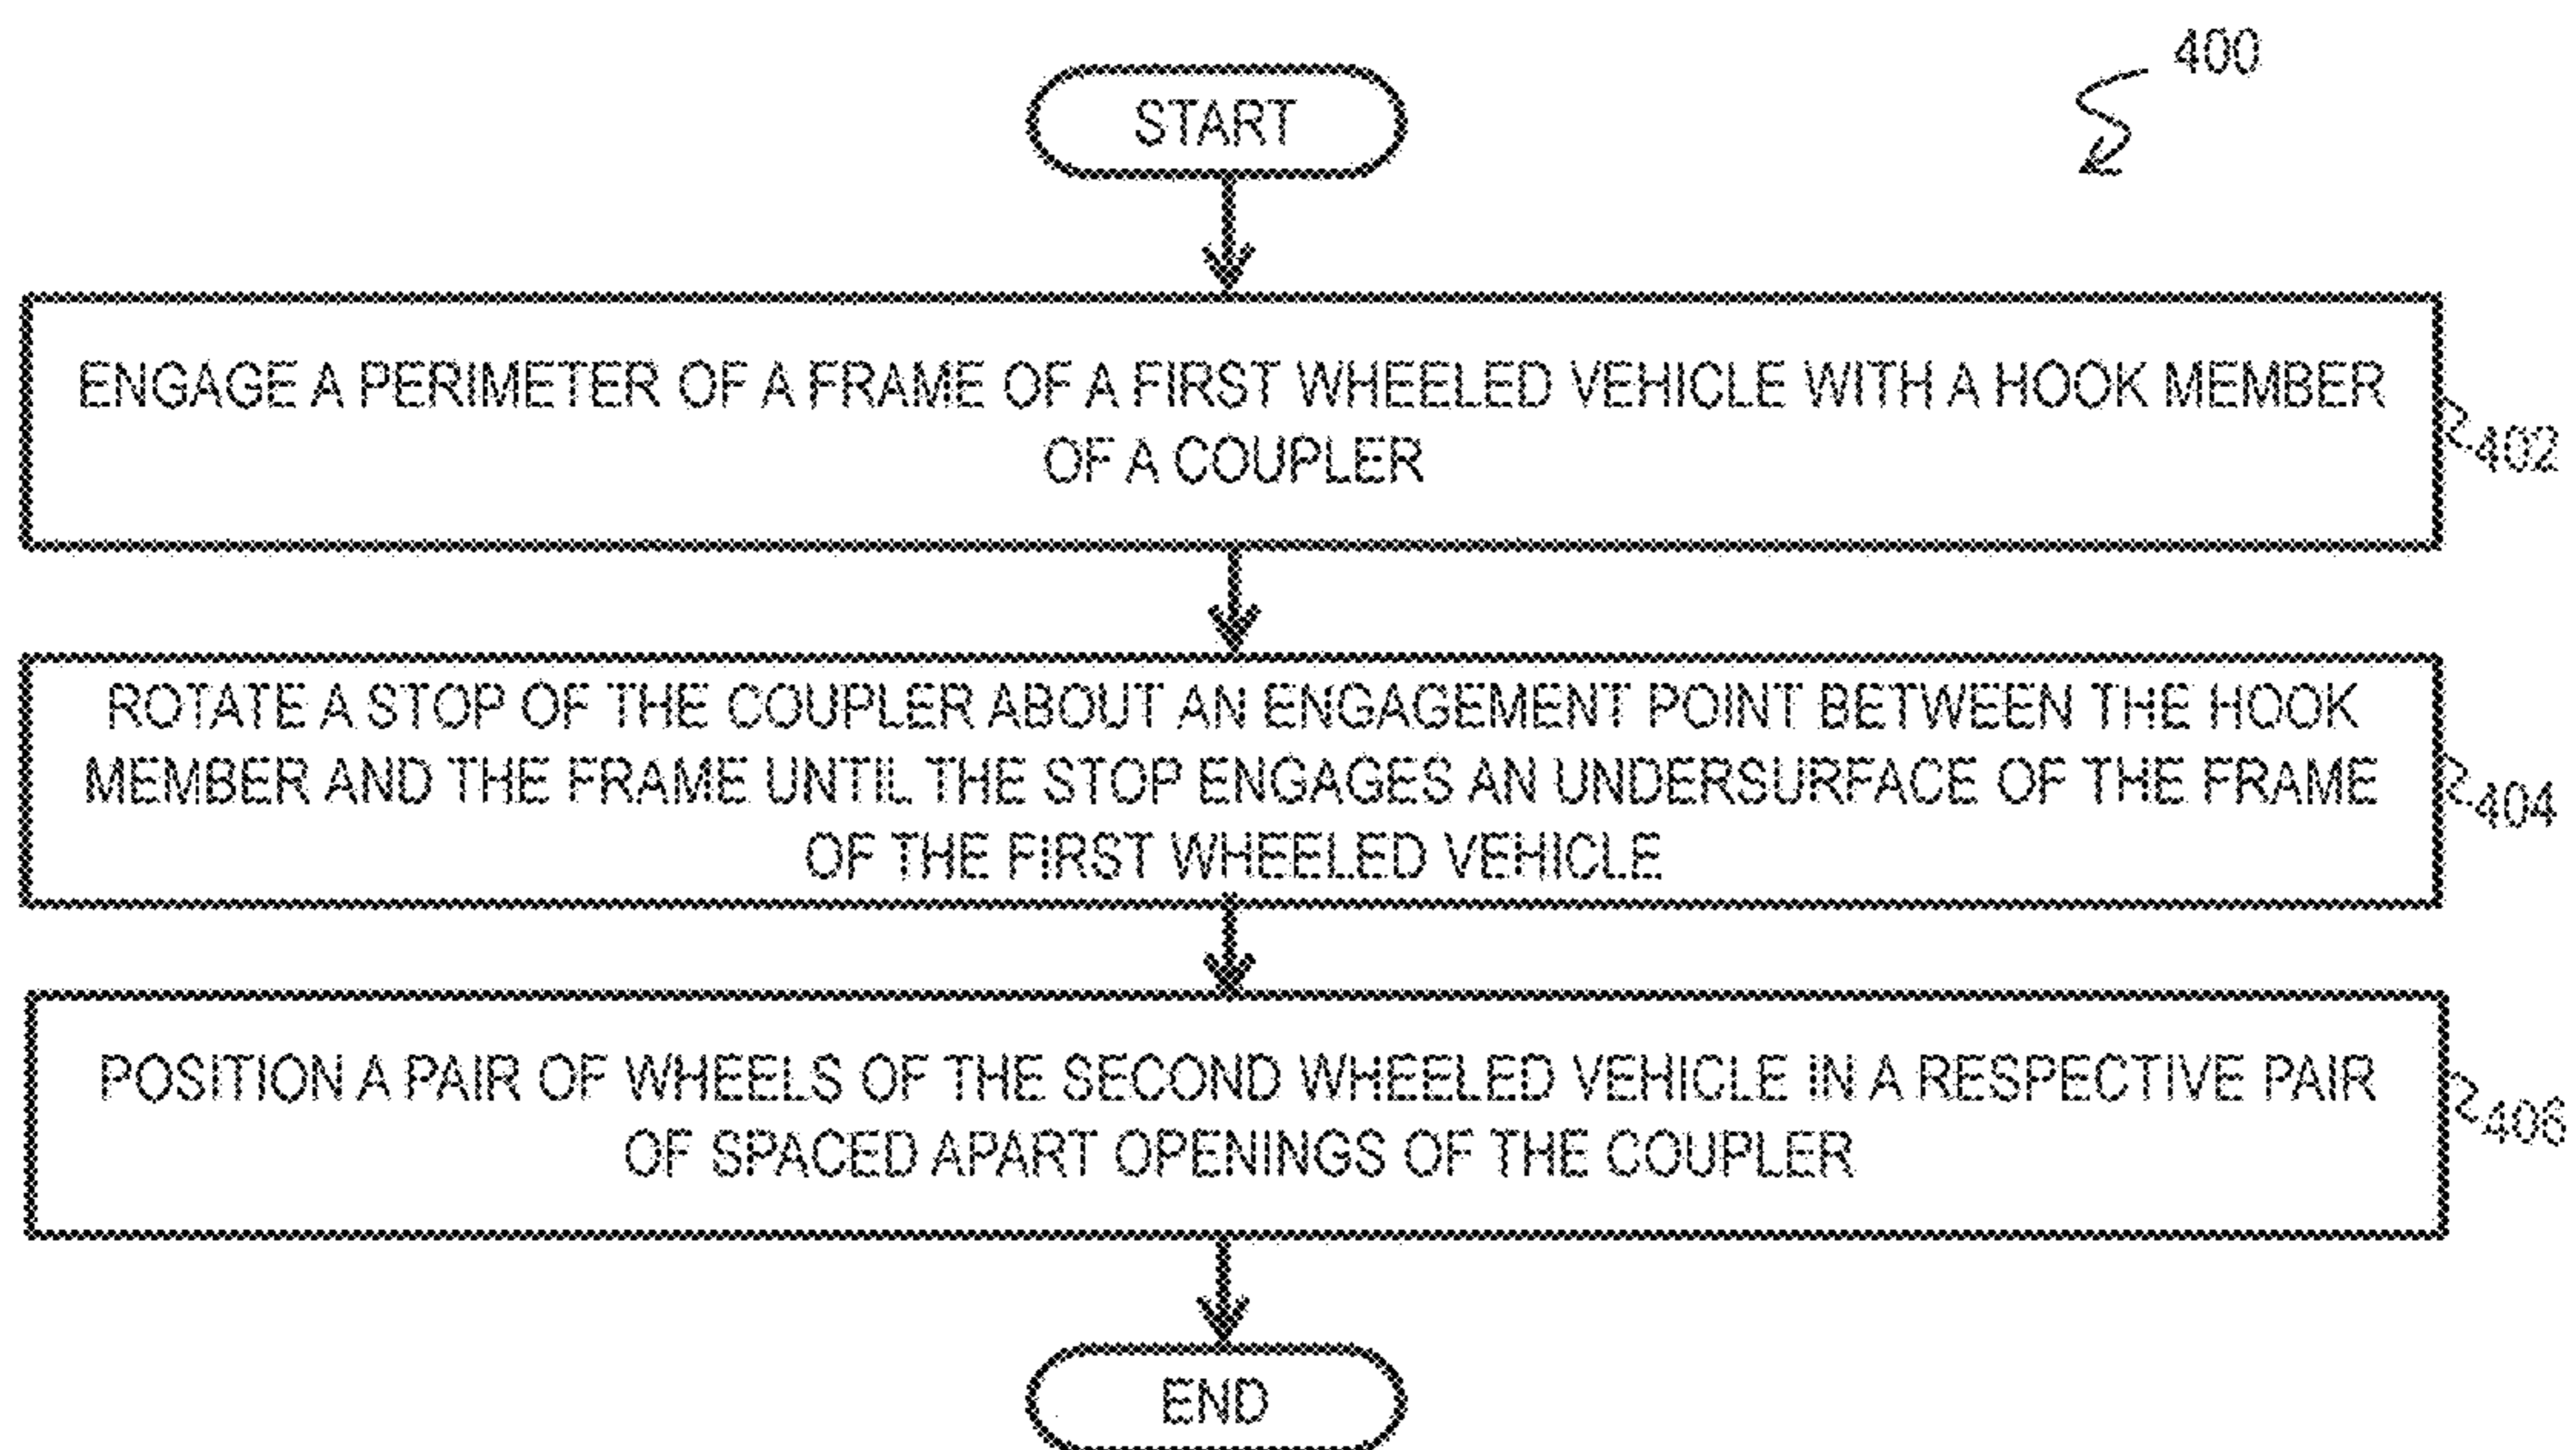 400
START
ENGAGE A PERIMETER OF A FRAME OF A FIRST WHEELED VEHICLE WITH A HOOK MEMBER
OF A COUPLER
402
ROTATE A STOP OF THE COUPLER ABOUT AN ENGAGEMENT POINT BETWEEN THE HOOK
MEMBER AND THE FRAME UNTIL THE STOP ENGAGES AN UNDERSURFACE OF THE FRAME
OF THE FIRST WHEELED VEHICLE
404
POSITION A PAIR OF WHEELS OF THE SECOND WHEELED VEHICLE IN A RESPECTIVE PAIR
OF SPACED APART OPENINGS OF THE COUPLER
406
END